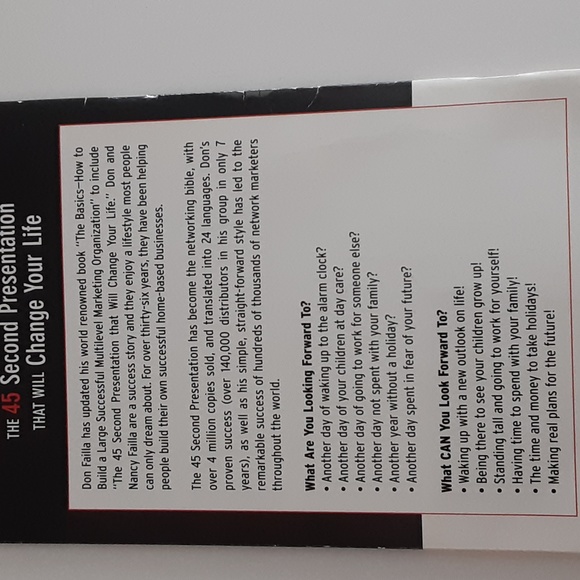 THE 45 Second Presentation
THAT WILL Change Your Life
Don Failla has updated his world renowned book "The Basics—How to
Build a Large Successful Multilevel Marketing Organization" to include
"The 45 Second Presentation that Will Change Your Life." Don and
Nancy Failla are a success story and they enjoy a lifestyle most people
can only dream about. For over thirty-six years, they have been helping
people build their own successful home-based businesses.
The 45 Second Presentation has become the networking bible, with
over 4 million copies sold, and translated into 24 languages. Don's
proven success (over 140,000 distributors in his group in only 7
years), as well as his simple, straight-forward style has led to the
remarkable success of hundreds of thousands of network marketers
throughout the world.
What Are You Looking Forward To?
• Another day of waking up to the alarm clock?
• Another day of your children at day care?
• Another day of going to work for someone else?
• Another day not spent with your family?
• Another year without a holiday?
• Another day spent in fear of your future?
What CAN You Look Forward To?
• Waking up with a new outlook on life!
• Being there to see your children grow up!
• Standing tall and going to work for yourself!
• Having time to spend with your family!
• The time and money to take holidays!
• Making real plans for the future!